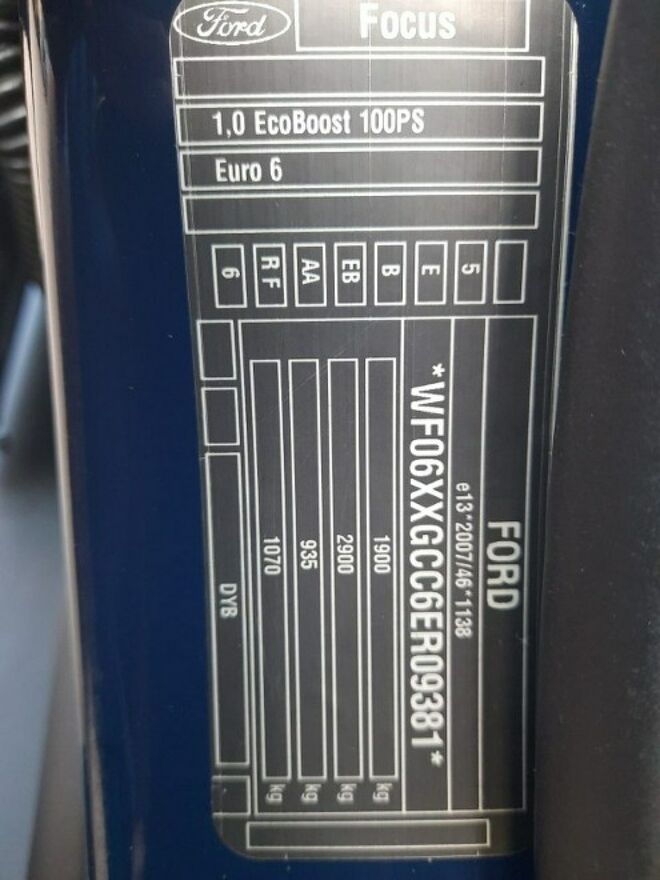 Ford
Focus
1,0 EcoBoost 100PS
Euro 6
6
R F
AA
EB
B
E
5
FORD
e13*2007/46*1138
*WF06XXGCC6ER09381*
1900 kg
2900 kg
935 kg
1070 kg
DYB